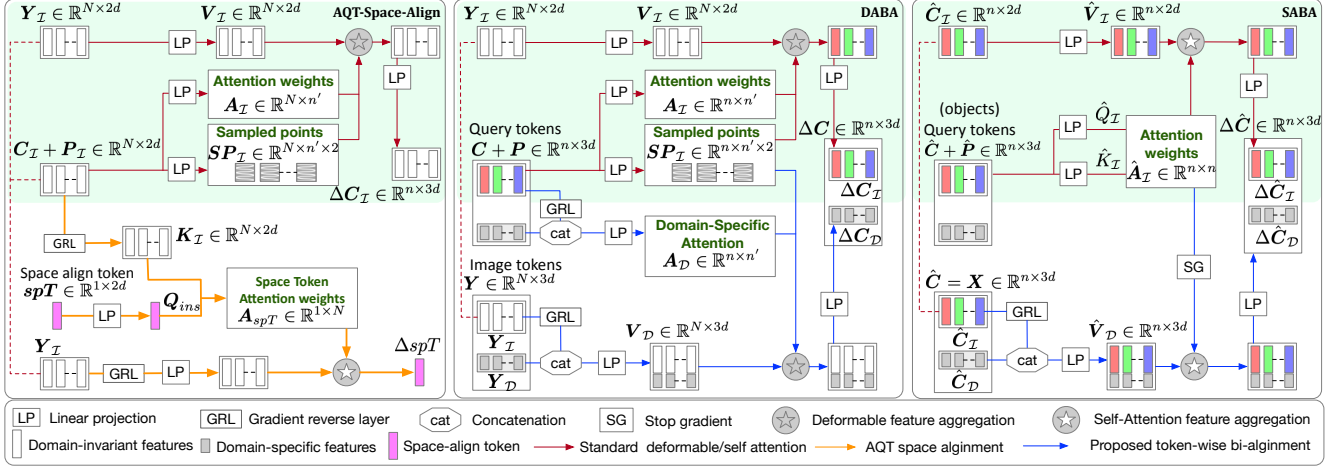 AQT-Space-Align
Y_I ∈ ℝ^{N×2d}
V_I ∈ ℝ^{N×2d}
LP
LP
Attention weights
A_I ∈ ℝ^{N×n′}
LP
Sampled points
SP_I ∈ ℝ^{N×n′×2}
LP
C_I + P_I ∈ ℝ^{N×2d}
ΔC_I ∈ ℝ^{n×3d}
GRL
K_I ∈ ℝ^{N×2d}
Space align token
spT ∈ ℝ^{1×2d}
LP
Q_{ins}
Space Token
Attention weights
A_{spT} ∈ ℝ^{1×N}
Y_I
GRL
LP
ΔspT
DABA
Y_I ∈ ℝ^{N×2d}
V_I ∈ ℝ^{N×2d}
LP
LP
Attention weights
A_I ∈ ℝ^{n×n′}
LP
Query tokens
C + P ∈ ℝ^{n×3d}
Sampled points
SP_I ∈ ℝ^{n×n′×2}
LP
ΔC ∈ ℝ^{n×3d}
ΔC_I
GRL
cat
LP
Domain-Specific
Attention
A_D ∈ ℝ^{n×n′}
ΔC_D
Image tokens
Y ∈ ℝ^{N×3d}
GRL
Y_I
cat
LP
V_D ∈ ℝ^{N×3d}
LP
Y_D
SABA
Ĉ_I ∈ ℝ^{n×2d}
V̂_I ∈ ℝ^{n×2d}
LP
LP
(objects)
Query tokens
Ĉ + P̂ ∈ ℝ^{n×3d}
LP
Q̂_I
LP
K̂_I
Attention
weights
Â_I ∈ ℝ^{n×n}
ΔĈ ∈ ℝ^{n×3d}
ΔĈ_I
ΔĈ_D
SG
Ĉ = X ∈ ℝ^{n×3d}
GRL
Ĉ_I
cat
LP
V̂_D ∈ ℝ^{n×3d}
LP
Ĉ_D
LP Linear projection GRL Gradient reverse layer cat Concatenation SG Stop gradient Deformable feature aggregation Self-Attention feature aggregation
Domain-invariant features Domain-specific features Space-align token Standard deformable/self attention AQT space alginment Proposed token-wise bi-alginment